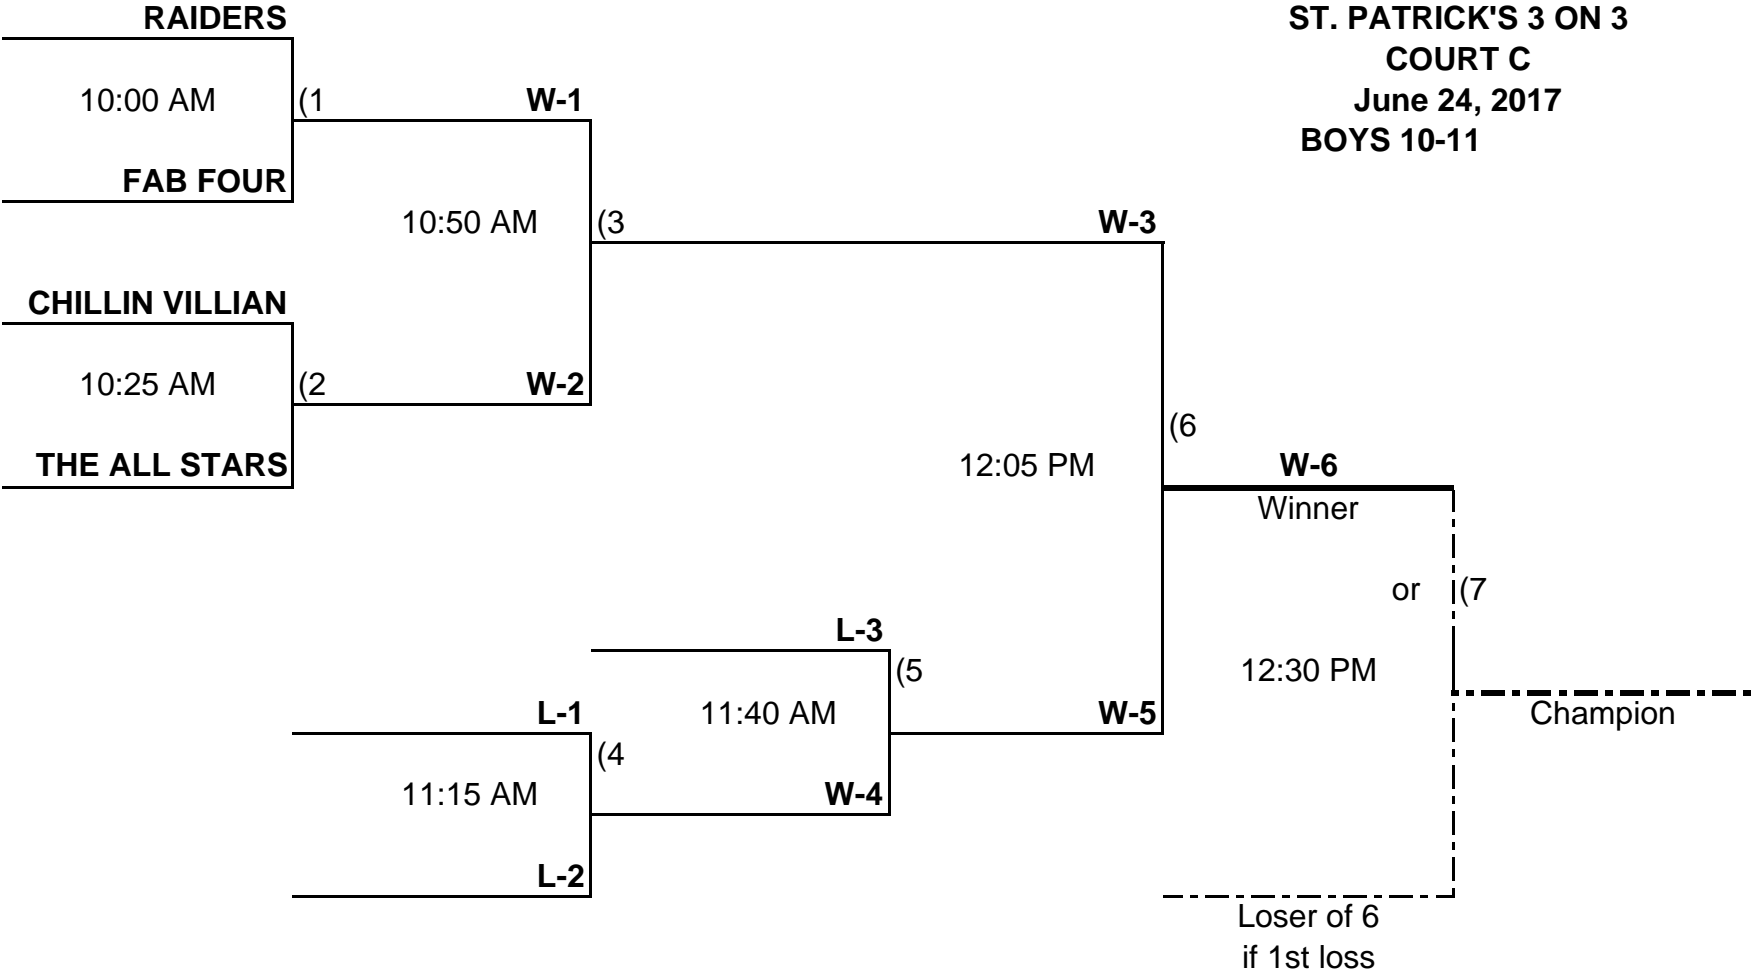 RAIDERS
ST. PATRICK'S 3 ON 3
COURT C
10:00 AM
(1
W-1
June 24, 2017
BOYS 10-11
FAB FOUR
10:50 AM
(3
W-3
CHILLIN VILLIAN
10:25 AM
(2
W-2
(6
THE ALL STARS
12:05 PM
W-6
Winner
or
(7
L-3
(5
12:30 PM
L-1
11:40 AM
W-5
Champion
(4
11:15 AM
W-4
L-2
Loser of 6
if 1st loss